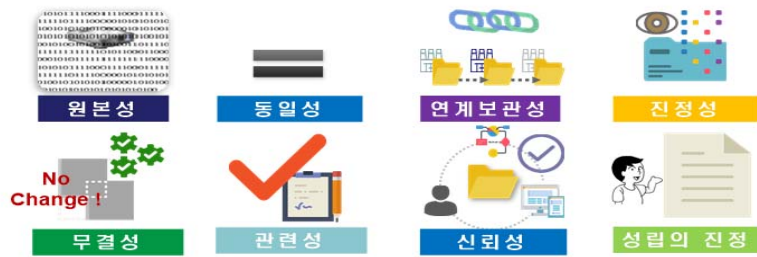 원본성
동일성
연계보관성
진정성
No
Change !
무결성
관련성
신뢰성
성립의 진정